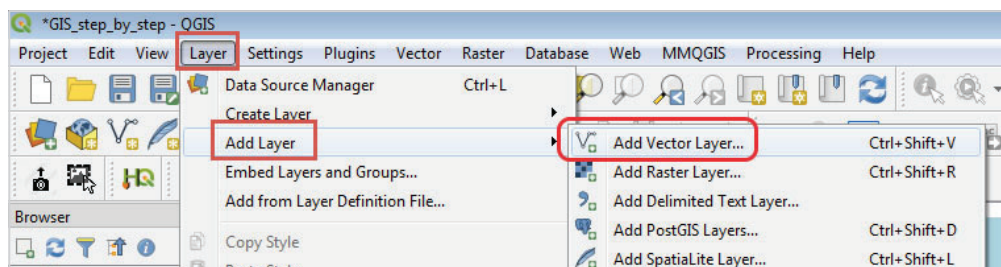 *GIS_step_by_step - QGIS
Project Edit View Layer Settings Plugins Vector Raster Database Web MMQGIS Processing Help
Data Source Manager Ctrl+L
Create Layer
Add Layer
Add Vector Layer... Ctrl+Shift+V
Embed Layers and Groups...
Add Raster Layer... Ctrl+Shift+R
Add from Layer Definition File...
Add Delimited Text Layer...
Browser
Copy Style
Add PostGIS Layers... Ctrl+Shift+D
Add SpatiaLite Layer... Ctrl+Shift+L